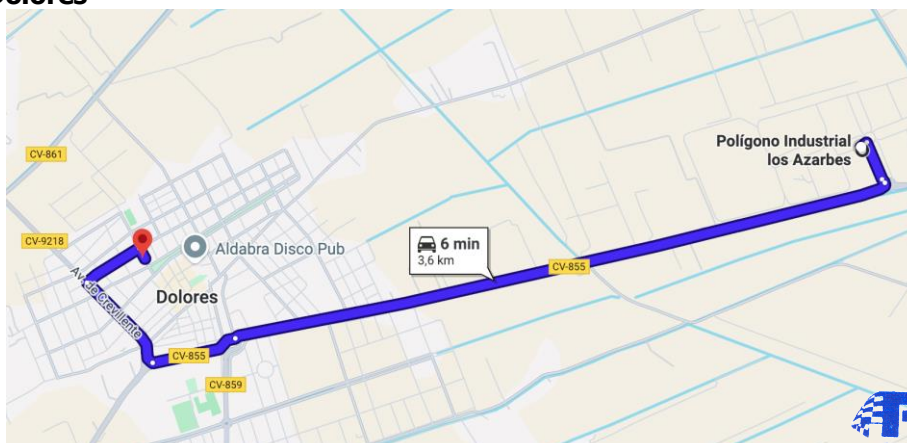 Dolores
CV-861
Polígono Industrial
los Azarbes
CV-9218
Aldabra Disco Pub
6 min
3,6 km
CV-855
Av. de Crevillente
Dolores
CV-855
CV-859